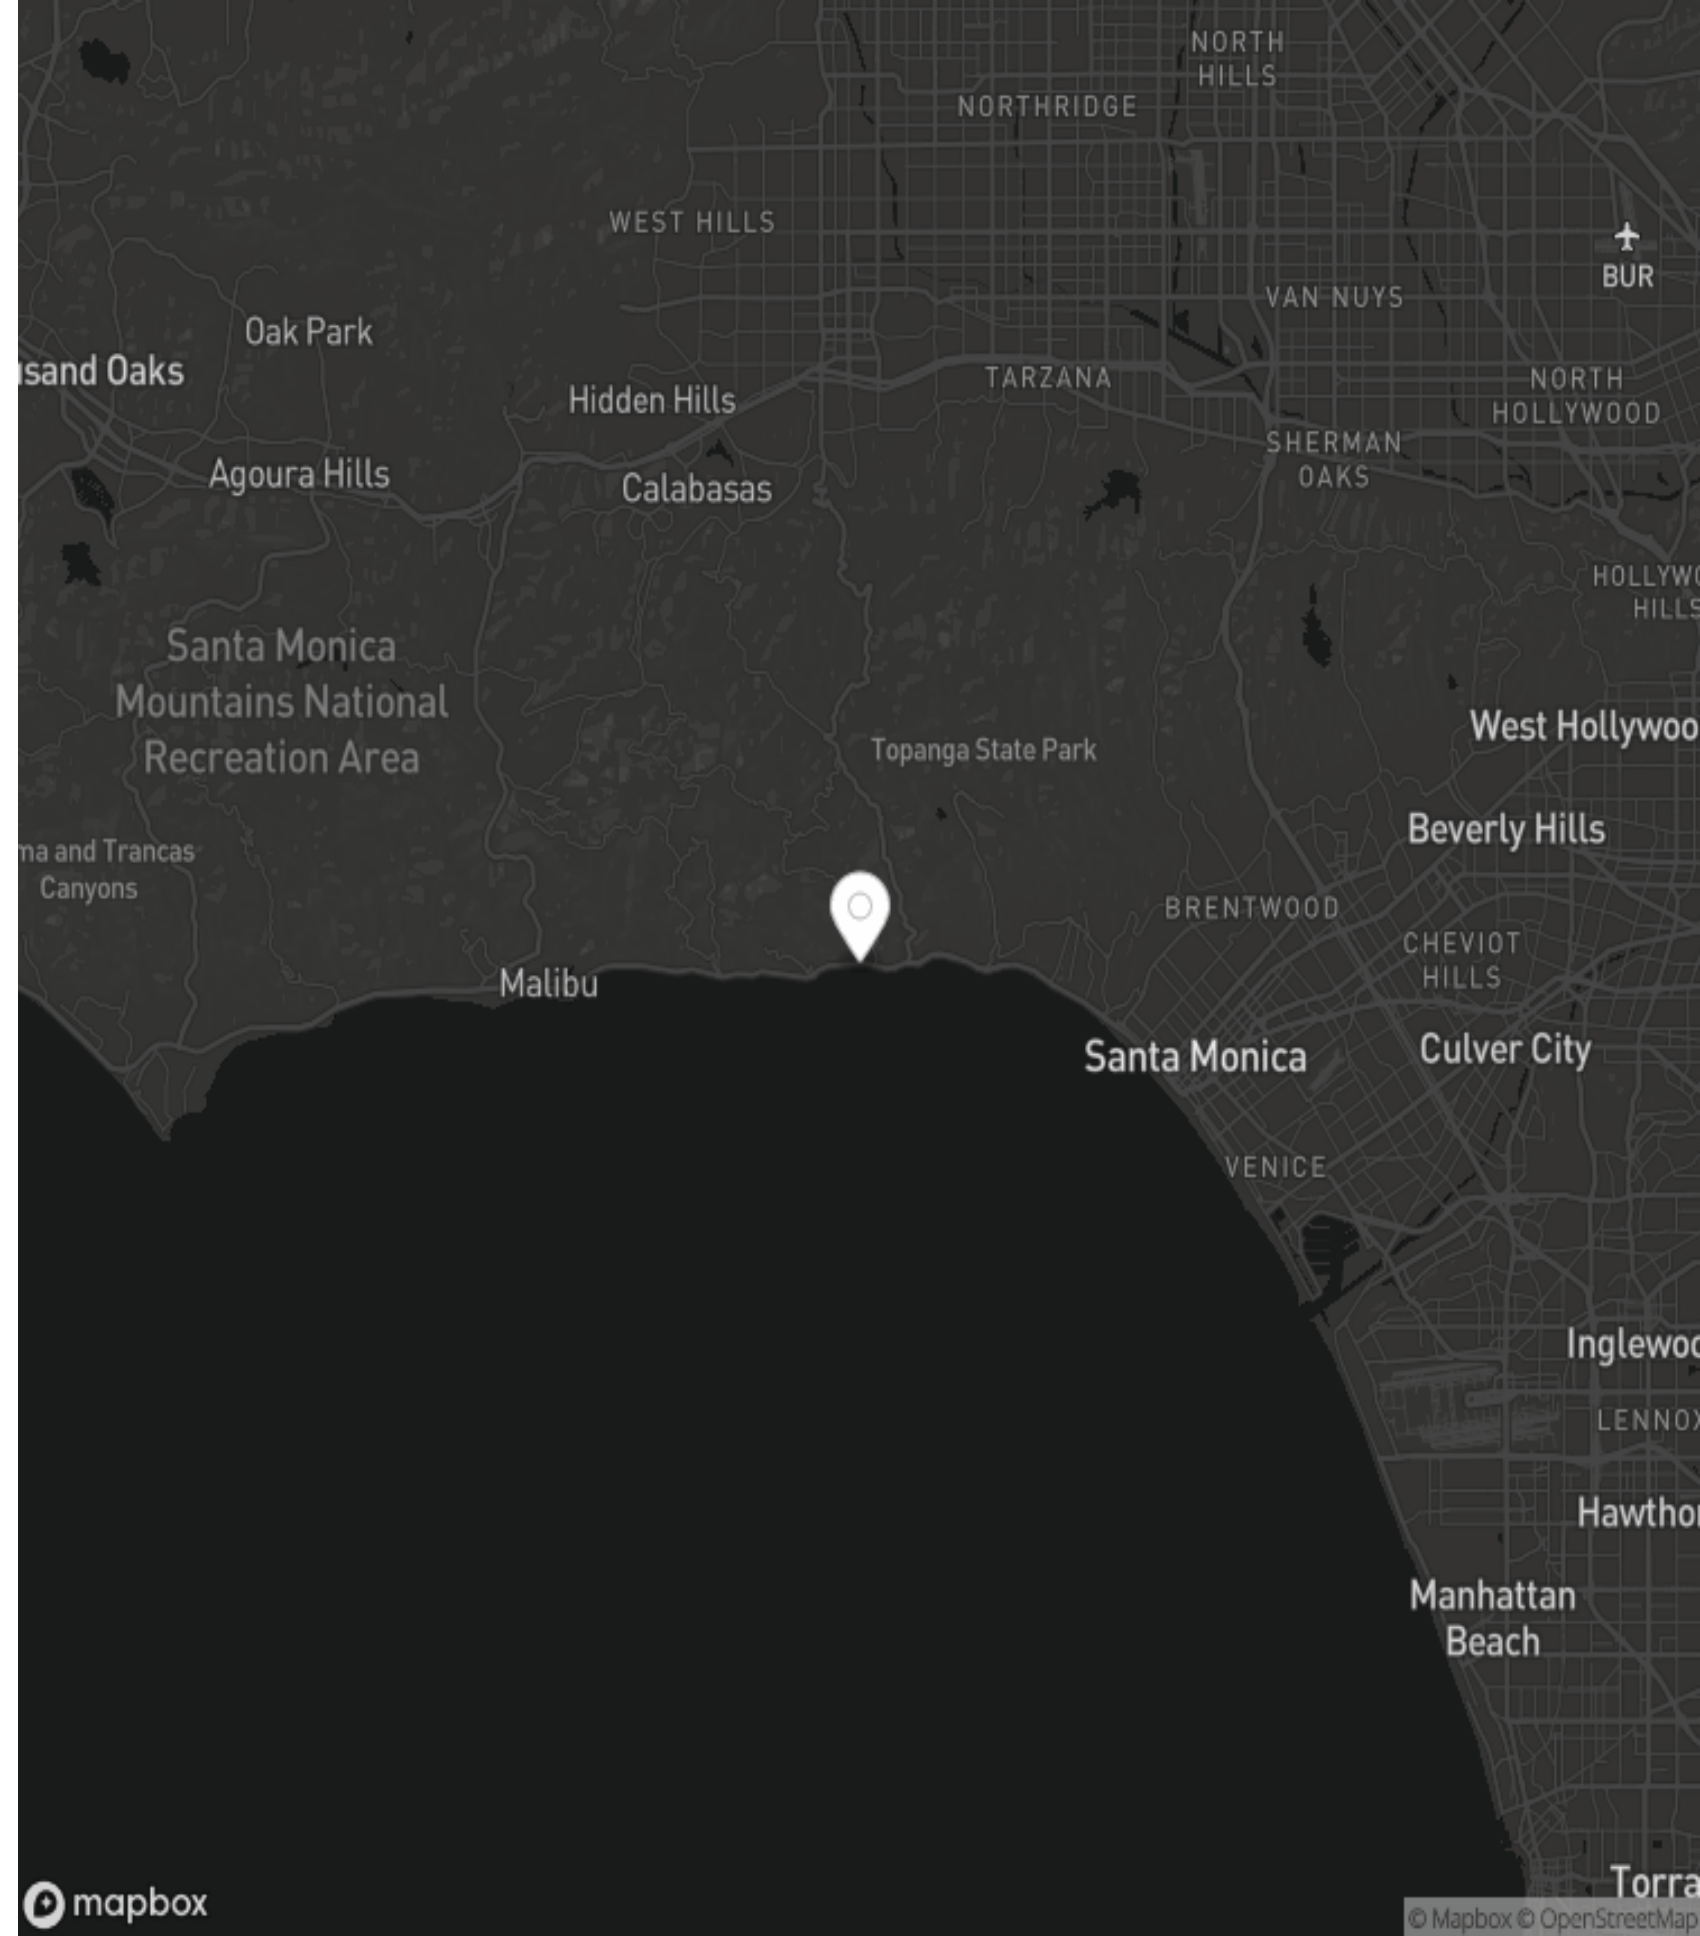 NORTH
HILLS
NORTHRIDGE
WEST HILLS
BUR
VAN NUYS
Oak Park
usand Oaks
TARZANA
NORTH
HOLLYWOOD
Hidden Hills
SHERMAN
OAKS
Agoura Hills
Calabasas
HOLLYWO
HILLS
Santa Monica
Mountains National
Recreation Area
West Hollywoo
Topanga State Park
Beverly Hills
ma and Trancas
Canyons
BRENTWOOD
CHEVIOT
HILLS
Malibu
Santa Monica
Culver City
VENICE
Inglewoo
LENNOX
Hawthor
Manhattan
Beach
Torra
mapbox
© Mapbox © OpenStreetMap